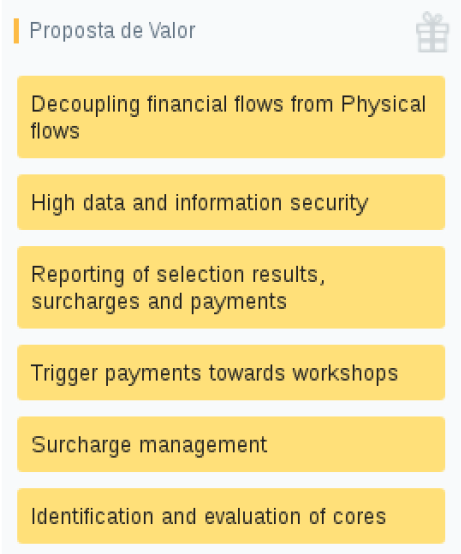 Proposta de Valor
Decoupling financial flows from Physical
flows
High data and information security
Reporting of selection results,
surcharges and payments
Trigger payments towards workshops
Surcharge management
Identification and evaluation of cores